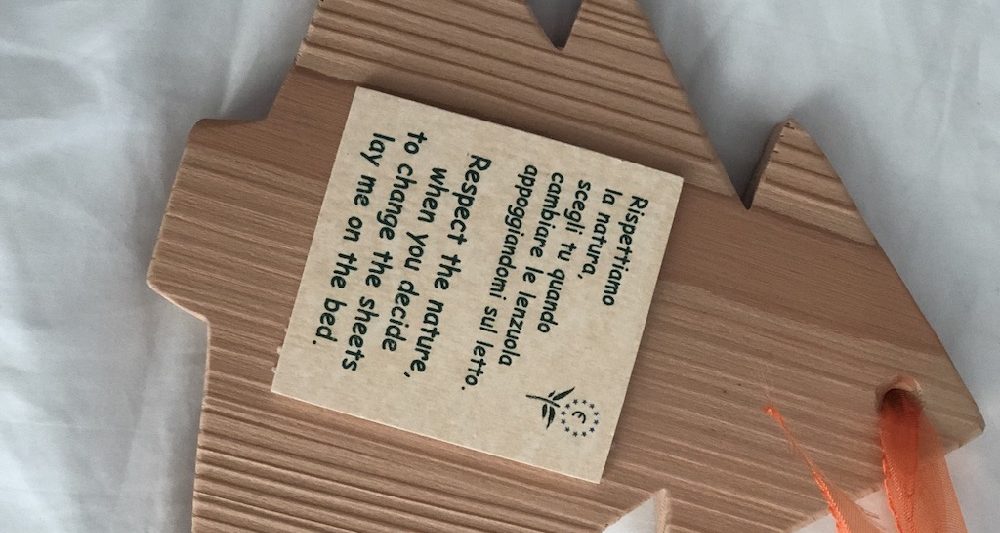 Rispettiamo
la natura,
scegli tu quando
cambiare le lenzuola
appoggiandomi sul letto.
Respect the nature,
when you decide
to change the sheets
lay me on the bed.
€